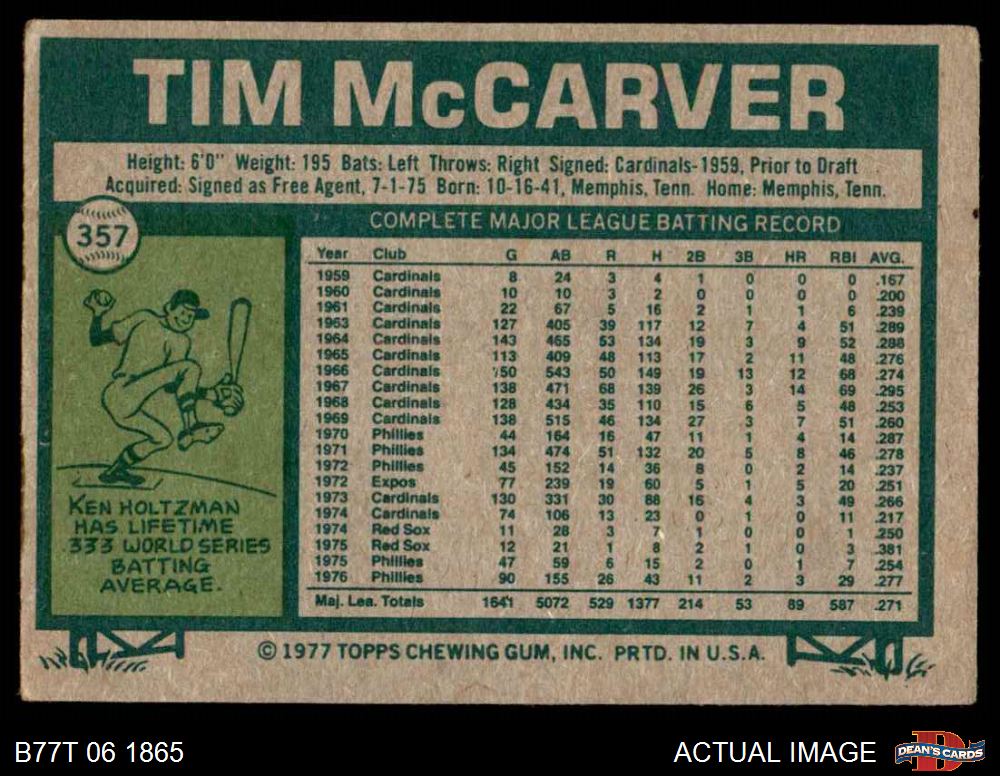 TIM McCARVER
Height: 6'0" Weight: 195 Bats: Left Throws: Right Signed: Cardinals-1959, Prior to Draft
Acquired: Signed as Free Agent, 7-1-75 Born: 10-16-41, Memphis, Tenn. Home: Memphis, Tenn.
357
COMPLETE MAJOR LEAGUE BATTING RECORD
Year Club G AB R H 2B 3B HR RBI AVG.
1959 Cardinals 8 24 3 4 1 0 0 0 .167
1960 Cardinals 10 10 3 2 0 0 0 0 .200
1961 Cardinals 22 67 5 16 2 1 1 6 .239
1963 Cardinals 127 405 39 117 12 7 4 51 .289
1964 Cardinals 143 465 53 134 19 3 9 52 .288
1965 Cardinals 113 409 48 113 17 2 11 48 .276
1966 Cardinals 150 543 50 149 19 13 12 68 .274
1967 Cardinals 138 471 68 139 26 3 14 69 .295
1968 Cardinals 128 434 35 110 15 6 5 48 .253
1969 Cardinals 138 515 46 134 27 3 7 51 .260
1970 Phillies 44 164 16 47 11 1 4 14 .287
1971 Phillies 134 474 51 132 20 5 8 46 .278
1972 Phillies 45 152 14 36 8 0 2 14 .237
1972 Expos 77 239 19 60 5 1 5 20 .251
1973 Cardinals 130 331 30 88 16 4 3 49 .266
1974 Cardinals 74 106 13 23 0 1 0 11 .217
1974 Red Sox 11 28 3 7 1 0 0 1 .250
1975 Red Sox 12 21 1 8 2 1 0 3 .381
1975 Phillies 47 59 6 15 2 0 1 7 .254
1976 Phillies 90 155 26 43 11 2 3 29 .277
Maj. Lea. Totals 1641 5072 529 1377 214 53 89 587 .271
KEN HOLTZMAN
HAS LIFETIME
.333 WORLD SERIES
BATTING
AVERAGE.
© 1977 TOPPS CHEWING GUM, INC. PRTD. IN U.S.A.
B77T 06 1865
ACTUAL IMAGE
D
DEAN'S CARDS